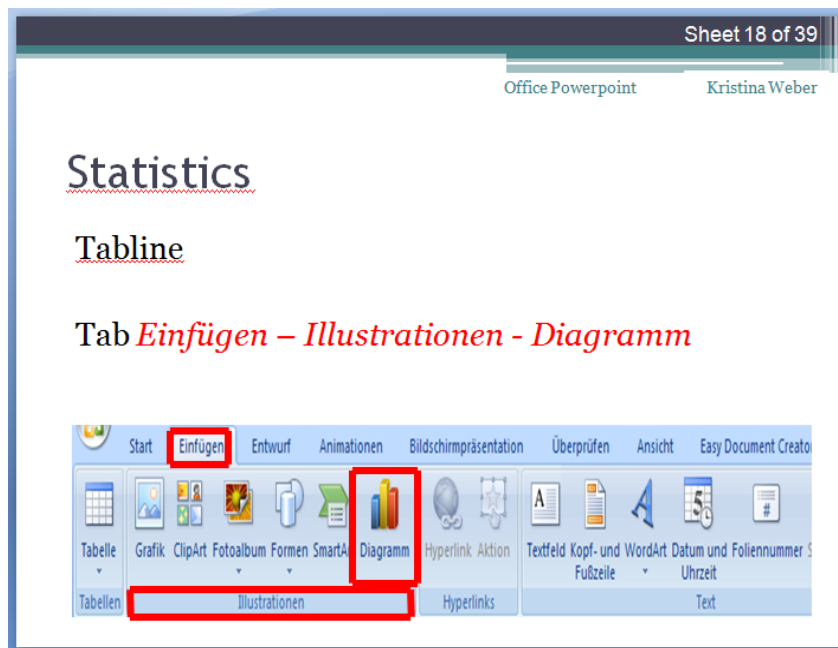 Sheet 18 of 39
Office Powerpoint Kristina Weber
Statistics
Tabline
Tab Einfügen – Illustrationen - Diagramm
Start Einfügen Entwurf Animationen Bildschirmpräsentation Überprüfen Ansicht Easy Document Creator
Tabelle Grafik ClipArt Fotoalbum Formen SmartAr Diagramm Hyperlink Aktion Textfeld Kopf- und WordArt Datum und Foliennummer S
Fußzeile Uhrzeit
Tabellen Illustrationen Hyperlinks Text